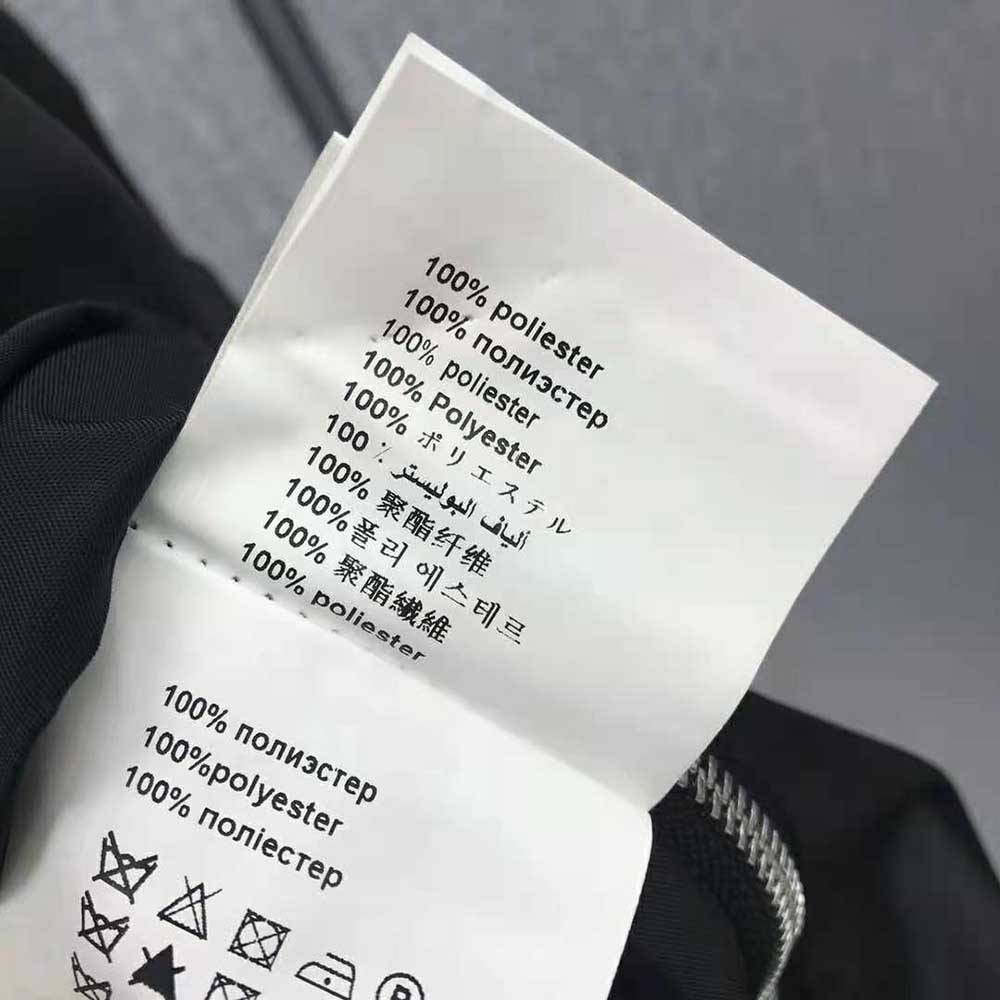 100% poliester
100% полиэстер
100% poliester
100% Polyester
100% ポリエステル
100٪ ألياف البوليستر
100% 聚酯纤维
100% 폴리 에스테르
100% 聚酯纖維
100% poliester
100% полиэстер
100%polyester
100% поліестер
P